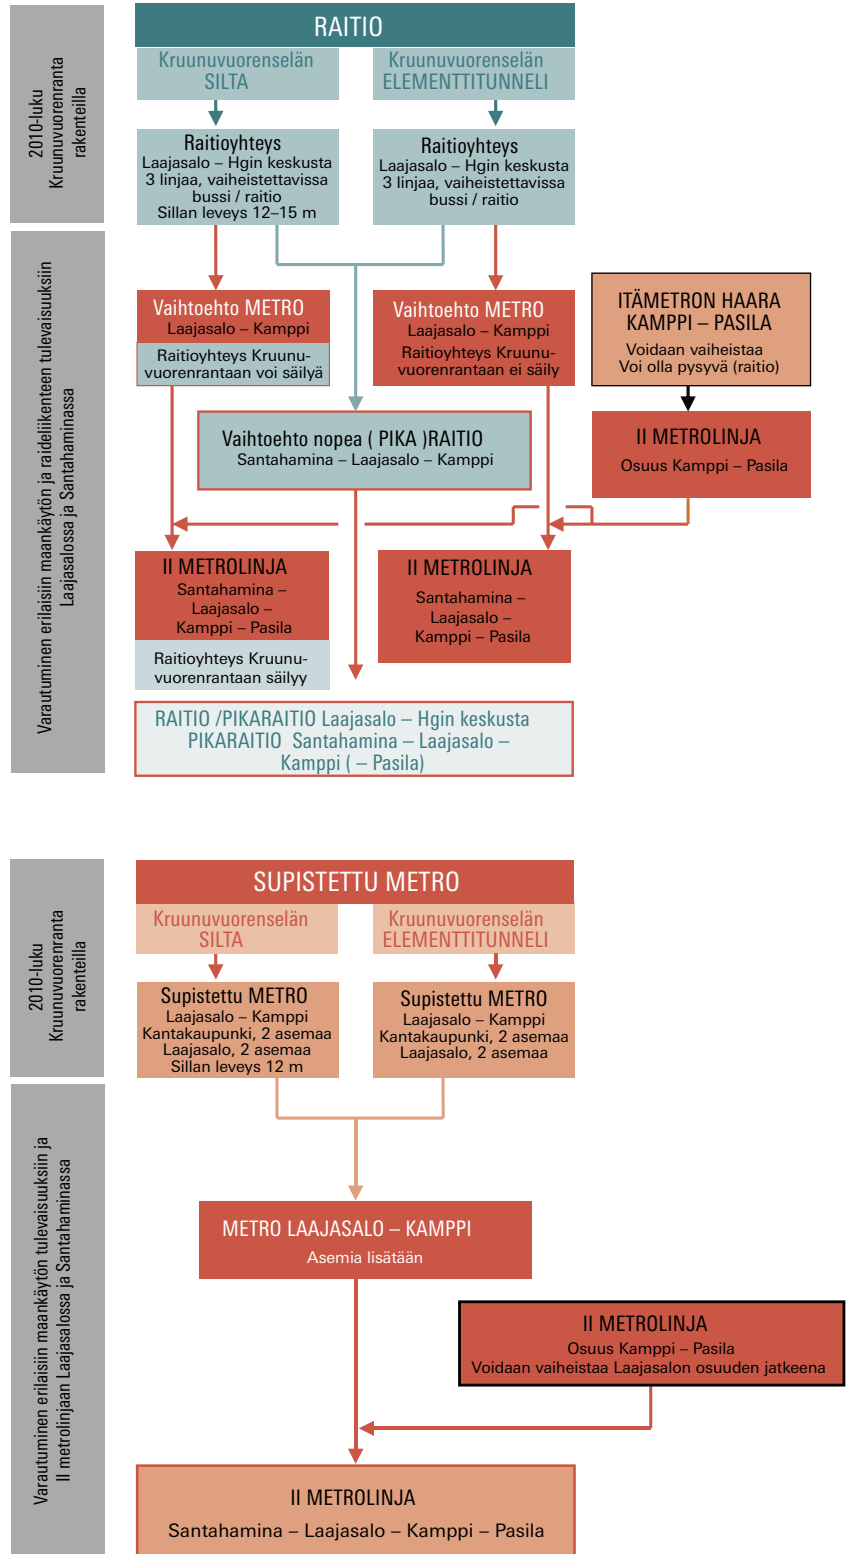 RAITIO
2010-luku
Kruunuvuorenranta
rakenteilla
Kruunuvuorenselän
SILTA
Kruunuvuorenselän
ELEMENTTITUNNELI
Raitioyhteys
Laajasalo – Hgin keskusta
3 linjaa, vaiheistettavissa
bussi / raitio
Sillan leveys 12–15 m
Raitioyhteys
Laajasalo – Hgin keskusta
3 linjaa, vaiheistettavissa
bussi / raitio
Varautuminen erilaisiin maankäytön ja raideliikenteen tulevaisuuksiin
Laajasalossa ja Santahaminassa
Vaihtoehto METRO
Laajasalo – Kamppi
Raitioyhteys Kruunu-
vuorenrantaan voi säilyä
Vaihtoehto METRO
Laajasalo – Kamppi
Raitioyhteys Kruunu-
vuorenrantaan ei säily
ITÄMETRON HAARA
KAMPPI – PASILA
Voidaan vaiheistaa
Voi olla pysyvä (raitio)
Vaihtoehto nopea ( PIKA )RAITIO
Santahamina – Laajasalo – Kamppi
II METROLINJA
Osuus Kamppi – Pasila
II METROLINJA
Santahamina –
Laajasalo –
Kamppi – Pasila
Raitioyhteys Kruunu-
vuorenrantaan säilyy
II METROLINJA
Santahamina –
Laajasalo –
Kamppi – Pasila
RAITIO /PIKARAITIO Laajasalo – Hgin keskusta
PIKARAITIO Santahamina – Laajasalo –
Kamppi ( – Pasila)
SUPISTETTU METRO
2010-luku
Kruunuvuorenranta
rakenteilla
Kruunuvuorenselän
SILTA
Kruunuvuorenselän
ELEMENTTITUNNELI
Supistettu METRO
Laajasalo – Kamppi
Kantakaupunki, 2 asemaa
Laajasalo, 2 asemaa
Sillan leveys 12 m
Supistettu METRO
Laajasalo – Kamppi
Kantakaupunki, 2 asemaa
Laajasalo, 2 asemaa
Varautuminen erilaisiin maankäytön tulevaisuuksiin ja
II metrolinjaan Laajasalossa ja Santahaminassa
METRO LAAJASALO – KAMPPI
Asemia lisätään
II METROLINJA
Osuus Kamppi – Pasila
Voidaan vaiheistaa Laajasalon osuuden jatkeena
II METROLINJA
Santahamina – Laajasalo – Kamppi – Pasila